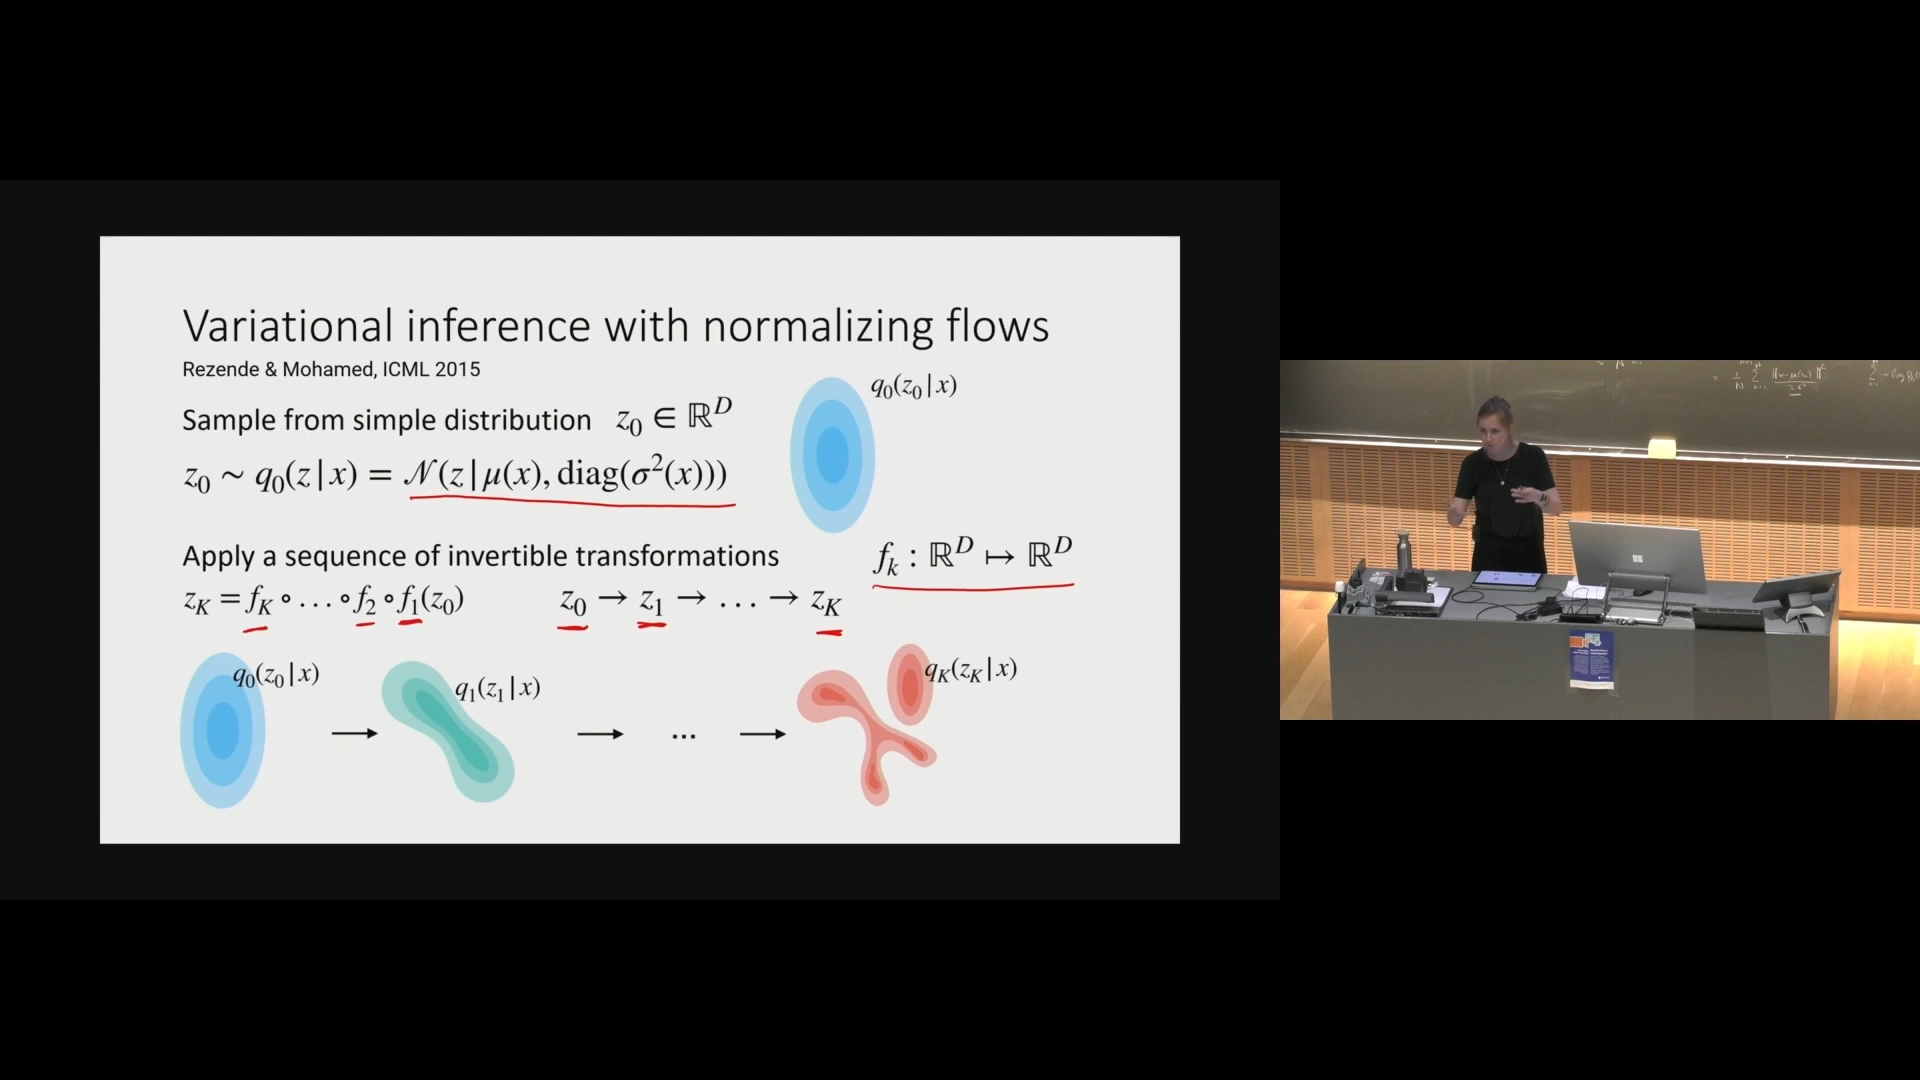 Variational inference with normalizing flows
Rezende & Mohamed, ICML 2015
Sample from simple distribution z₀ ∈ ℝᴰ
q₀(z₀|x)
z₀ ∼ q₀(z|x) = 𝒩(z|μ(x), diag(σ²(x)))
Apply a sequence of invertible transformations
fₖ : ℝᴰ ↦ ℝᴰ
z_K = f_K ∘ … ∘ f₂ ∘ f₁(z₀)
z₀ → z₁ → … → z_K
q₀(z₀|x)
q₁(z₁|x)
q_K(z_K|x)
...